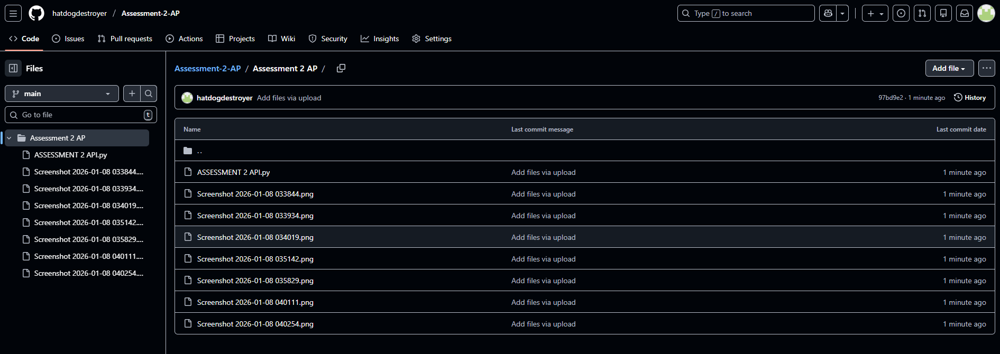 hatdogdestroyer / Assessment-2-AP
Type / to search
Code Issues Pull requests Actions Projects Wiki Security Insights Settings
Files
main
Go to file t
Assessment 2 AP
ASSESSMENT 2 API.py
Screenshot 2026-01-08 033844....
Screenshot 2026-01-08 033934....
Screenshot 2026-01-08 034019....
Screenshot 2026-01-08 035142....
Screenshot 2026-01-08 035829....
Screenshot 2026-01-08 040111....
Screenshot 2026-01-08 040254....
Assessment-2-AP / Assessment 2 AP /
Add file
hatdogdestroyer Add files via upload
97bd9e2 · 1 minute ago History
Name Last commit message Last commit date
..
ASSESSMENT 2 API.py Add files via upload 1 minute ago
Screenshot 2026-01-08 033844.png Add files via upload 1 minute ago
Screenshot 2026-01-08 033934.png Add files via upload 1 minute ago
Screenshot 2026-01-08 034019.png Add files via upload 1 minute ago
Screenshot 2026-01-08 035142.png Add files via upload 1 minute ago
Screenshot 2026-01-08 035829.png Add files via upload 1 minute ago
Screenshot 2026-01-08 040111.png Add files via upload 1 minute ago
Screenshot 2026-01-08 040254.png Add files via upload 1 minute ago